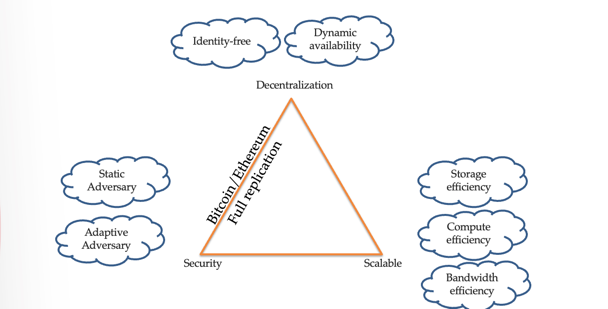 Identity-free
Dynamic
availability
Decentralization
Bitcoin/Ethereum
Full replication
Static
Adversary
Adaptive
Adversary
Storage
efficiency
Compute
efficiency
Bandwidth
efficiency
Security
Scalable